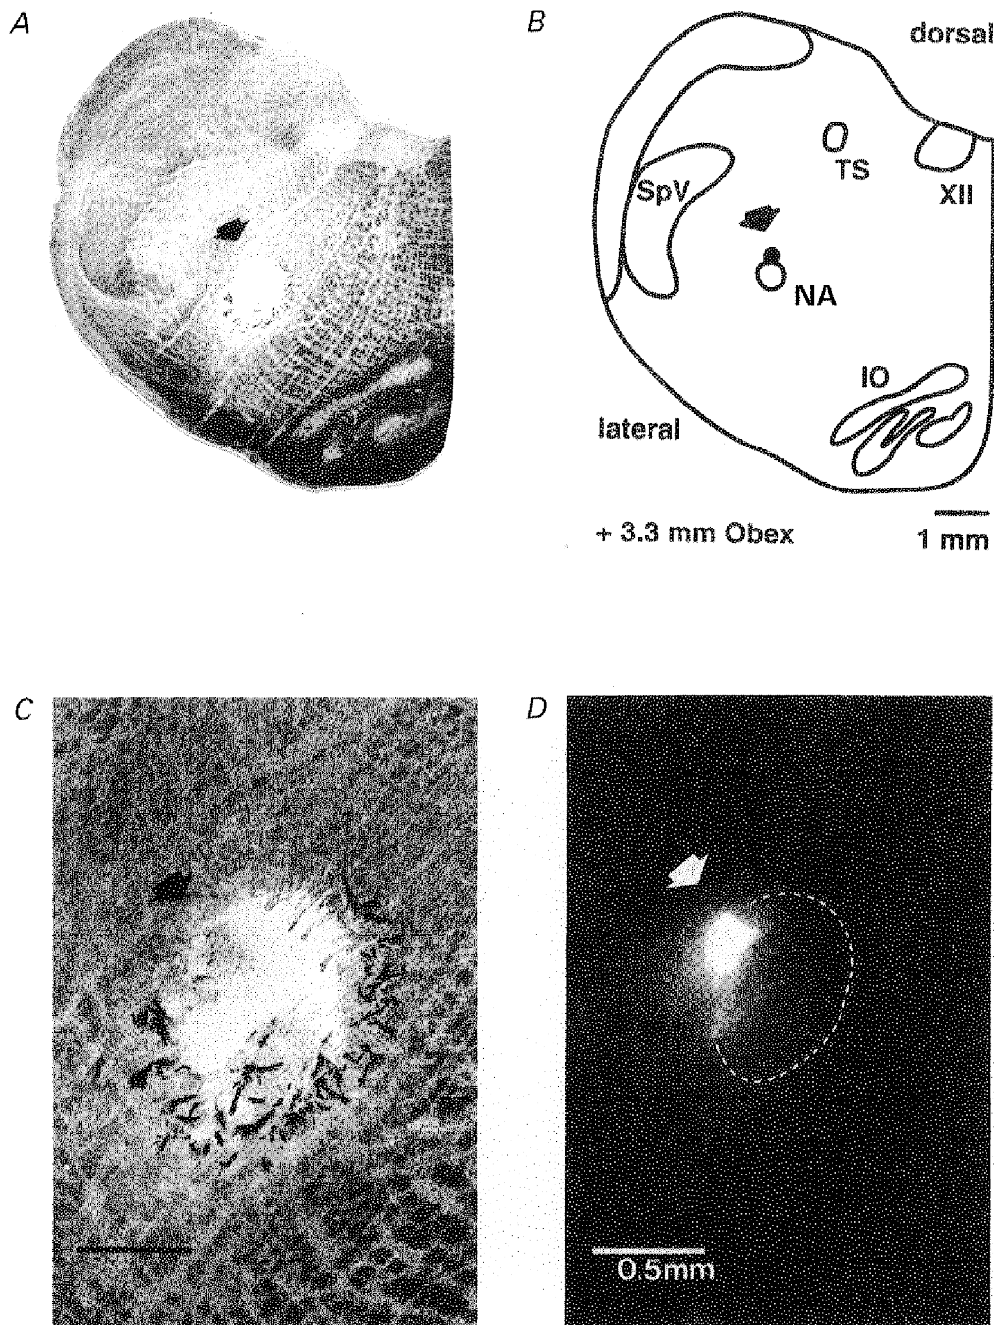 A
B
dorsal
TS
XII
SpV
NA
IO
lateral
+ 3.3 mm Obex
1 mm
C
D
0.5mm